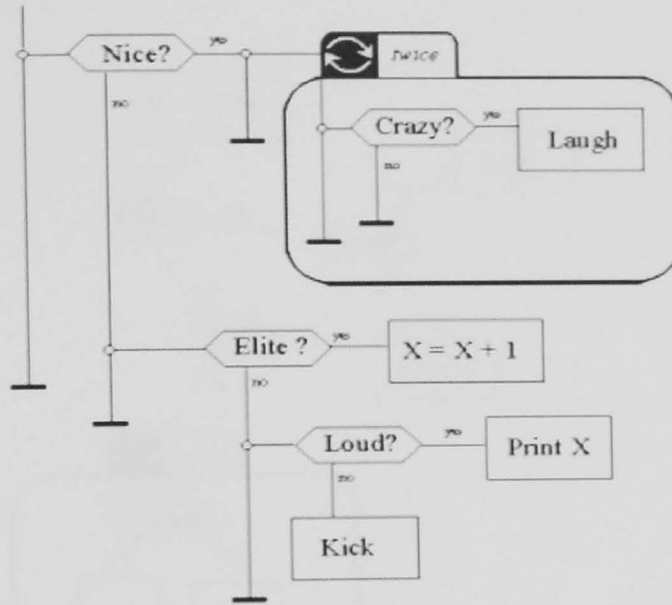 Nice?
yes
twice
no
Crazy?
yes
Laugh
no
Elite ?
yes
X = X + 1
no
Loud?
yes
Print X
no
Kick